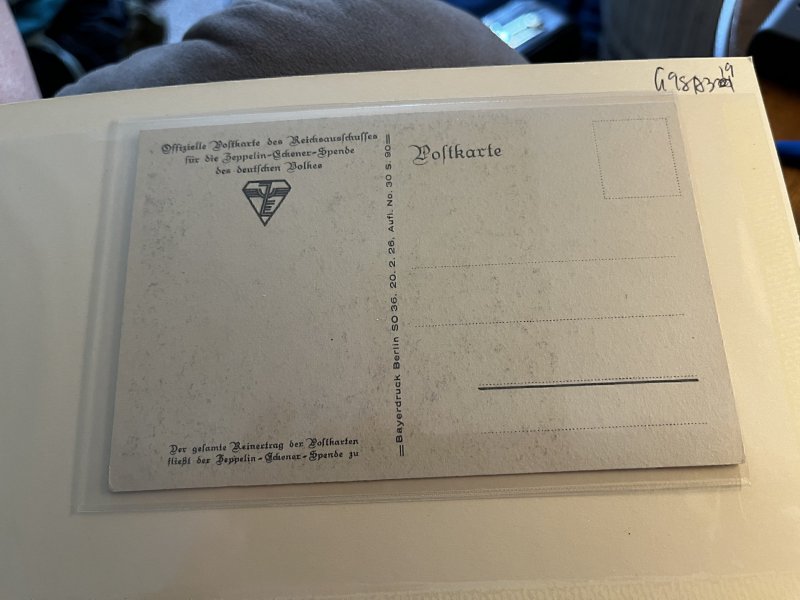 Offizielle Postkarte des Reichsausschusses
für die Zeppelin-Eckener-Spende
des deutschen Volkes
Der gesamte Reinertrag der Postkarten
fließt der Zeppelin-Eckener-Spende zu
=Bayerdruck Berlin SO 36. 20. 2. 26. Aufl. No. 30 S. 90=
Postkarte